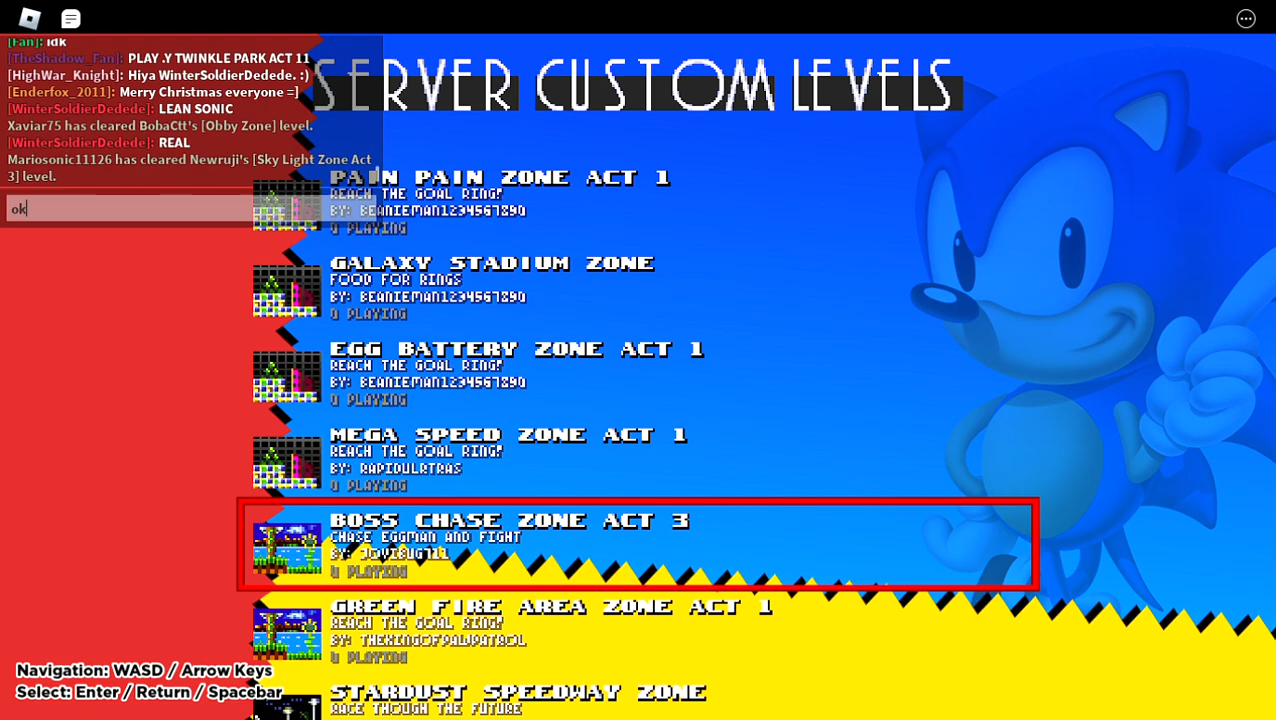 [Fan]: idk
[TheShadow_Fan]: PLAY .Y TWINKLE PARK ACT 11
[HighWar_Knight]: Hiya WinterSoldierDedede. :)
[Enderfox_2011]: Merry Christmas everyone =]
[WinterSoldierDedede]: LEAN SONIC
Xaviar75 has cleared BobaCtt's [Obby Zone] level.
[WinterSoldierDedede]: REAL
Mariosonic11126 has cleared Newruji's [Sky Light Zone Act
3] level.
ok
SERVER CUSTOM LEVELS
PAIN PAIN ZONE ACT 1
REACH THE GOAL RING!
BY: BEANIEMAN1234567890
0 PLAYING
GALAXY STADIUM ZONE
FOOD FOR RINGS
BY: BEANIEMAN1234567890
0 PLAYING
EGG BATTERY ZONE ACT 1
REACH THE GOAL RING!
BY: BEANIEMAN1234567890
0 PLAYING
MEGA SPEED ZONE ACT 1
REACH THE GOAL RING!
BY: RAPIDULRTRAS
0 PLAYING
BOSS CHASE ZONE ACT 3
CHASE EGGMAN AND FIGHT
BY: JOVIBUG711
0 PLAYING
GREEN FIRE AREA ZONE ACT 1
REACH THE GOAL RING!
BY: THEKINGOFPAWPATROL
0 PLAYING
STARDUST SPEEDWAY ZONE
RACE THOUGH THE FUTURE
Navigation: WASD / Arrow Keys
Select: Enter / Return / Spacebar